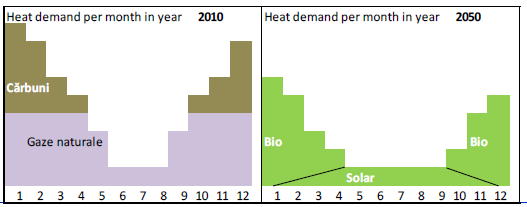 Heat demand per month in year 2010
Cărbuni
Gaze naturale
1 2 3 4 5 6 7 8 9 10 11 12
Heat demand per month in year 2050
Bio Bio
Solar
1 2 3 4 5 6 7 8 9 10 11 12